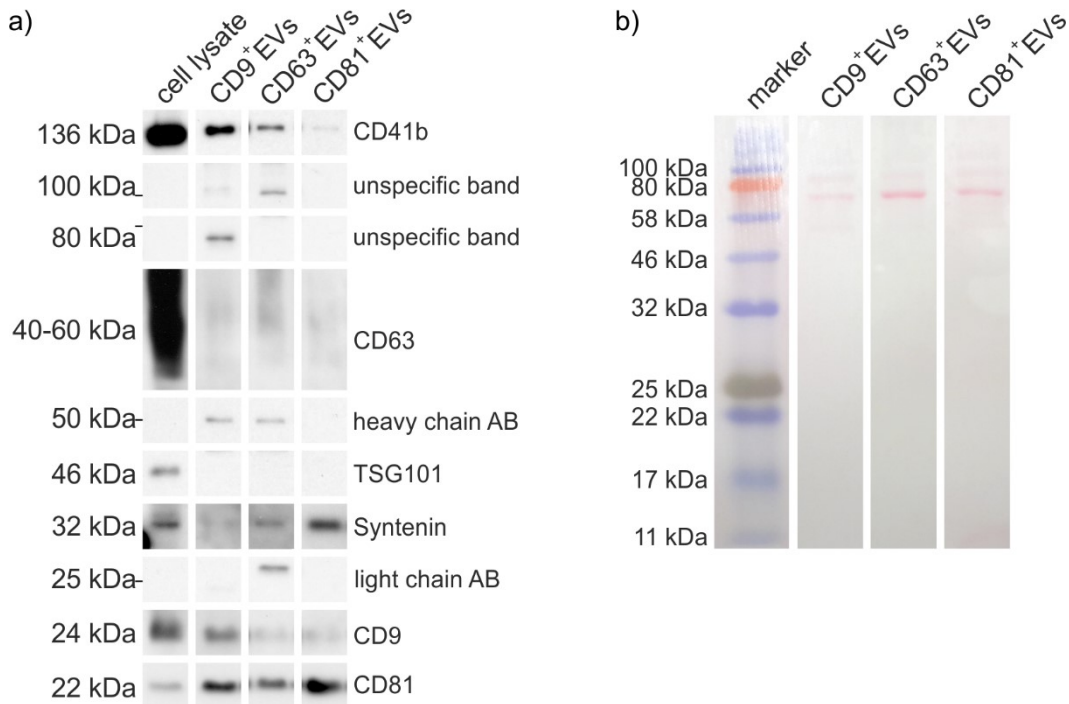 a)
cell lysate
CD9+EVs
CD63+EVs
CD81+EVs
136 kDa
CD41b
100 kDa
unspecific band
80 kDa
unspecific band
40-60 kDa
CD63
50 kDa
heavy chain AB
46 kDa
TSG101
32 kDa
Syntenin
25 kDa
light chain AB
24 kDa
CD9
22 kDa
CD81
b)
marker
CD9+EVs
CD63+EVs
CD81+EVs
100 kDa
80 kDa
58 kDa
46 kDa
32 kDa
25 kDa
22 kDa
17 kDa
11 kDa